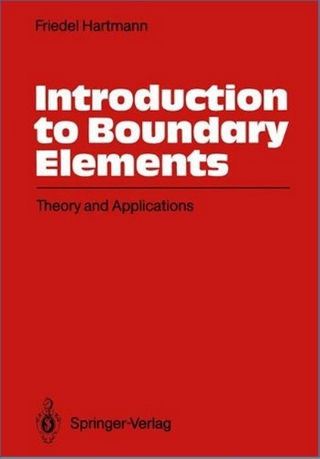 Friedel Hartmann
Introduction
to Boundary
Elements
Theory and Applications
Springer-Verlag